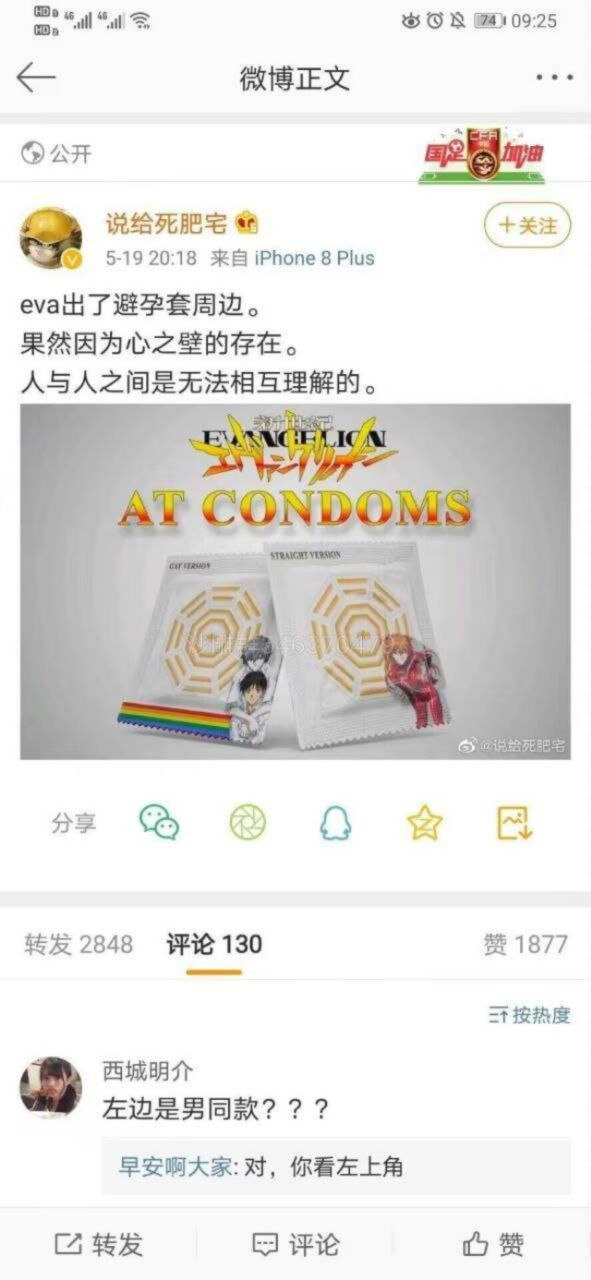 HD
HD
4G
4G
74
09:25
微博正文
公开
国足
CFA
加油
说给死肥宅
+关注
5-19 20:18 来自 iPhone 8 Plus
eva出了避孕套周边。
果然因为心之壁的存在。
人与人之间是无法相互理解的。
新世紀
EVANGELION
エヴァンゲリオン
AT CONDOMS
GAY VERSION
STRAIGHT VERSION
@说给死肥宅
分享
转发 2848
评论 130
赞 1877
按热度
西城明介
左边是男同款？？？
早安啊大家: 对，你看左上角
转发
评论
赞